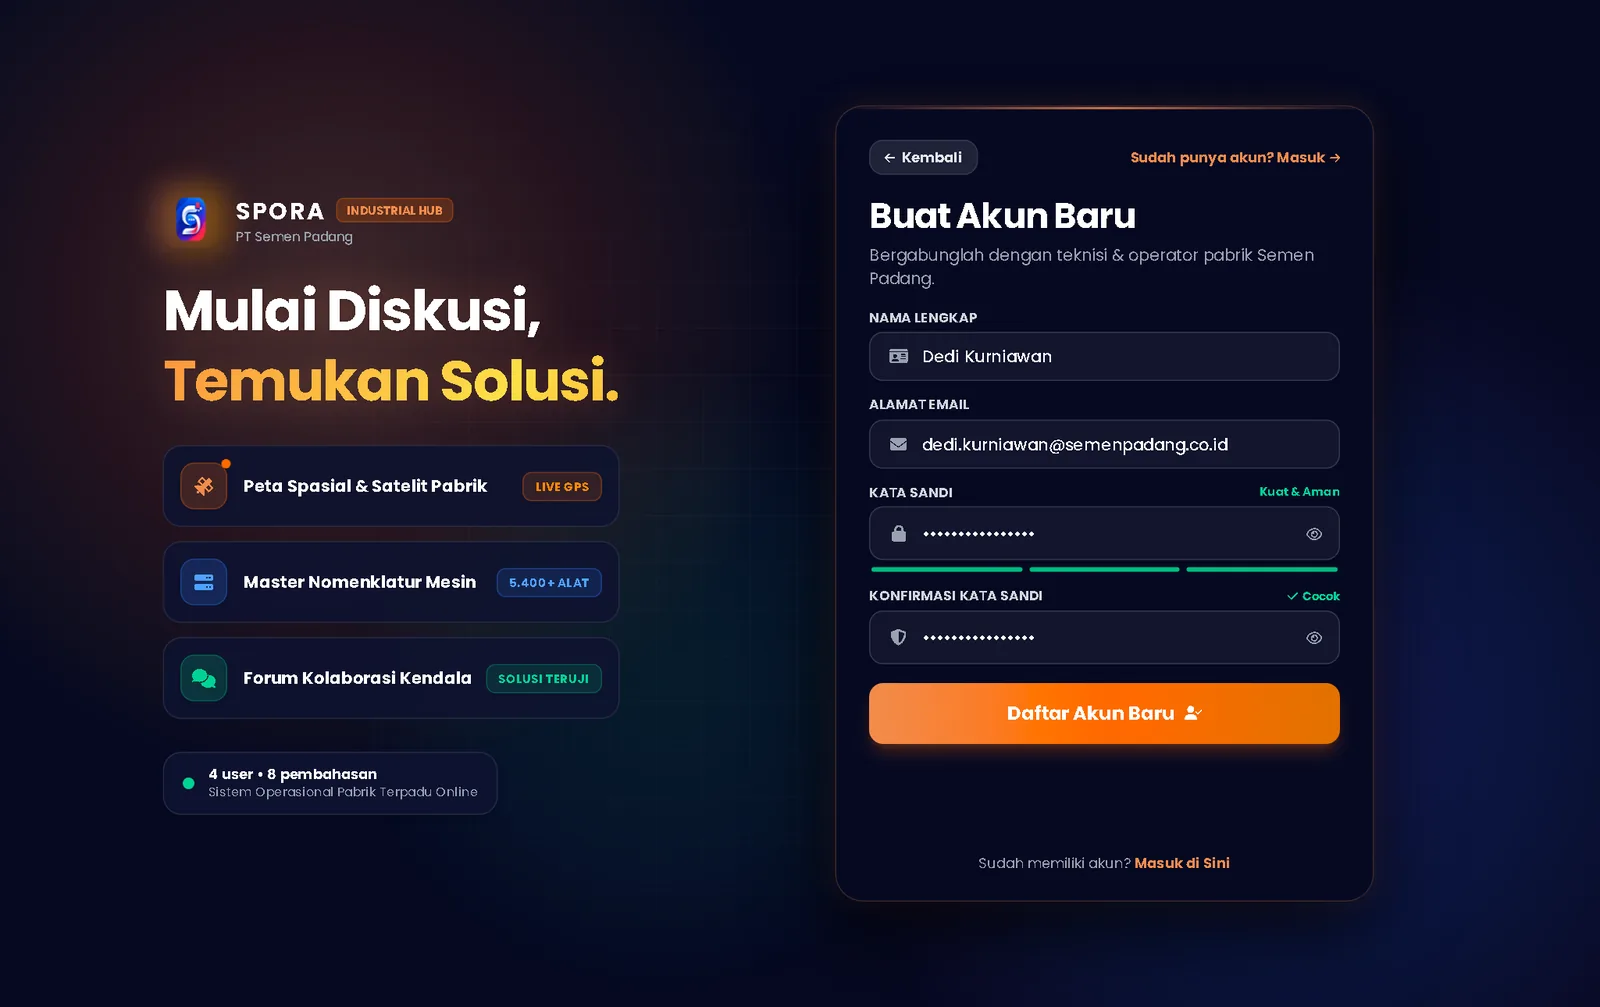 SPORA INDUSTRIAL HUB
PT Semen Padang
Mulai Diskusi,
Temukan Solusi.
Peta Spasial & Satelit Pabrik LIVE GPS
Master Nomenklatur Mesin 5.400+ ALAT
Forum Kolaborasi Kendala SOLUSI TERUJI
4 user • 8 pembahasan
Sistem Operasional Pabrik Terpadu Online
← Kembali Sudah punya akun? Masuk →
Buat Akun Baru
Bergabunglah dengan teknisi & operator pabrik Semen
Padang.
NAMA LENGKAP
Dedi Kurniawan
ALAMAT EMAIL
dedi.kurniawan@semenpadang.co.id
KATA SANDI Kuat & Aman
••••••••••••••••
KONFIRMASI KATA SANDI ✓ Cocok
••••••••••••••••
Daftar Akun Baru
Sudah memiliki akun? Masuk di Sini